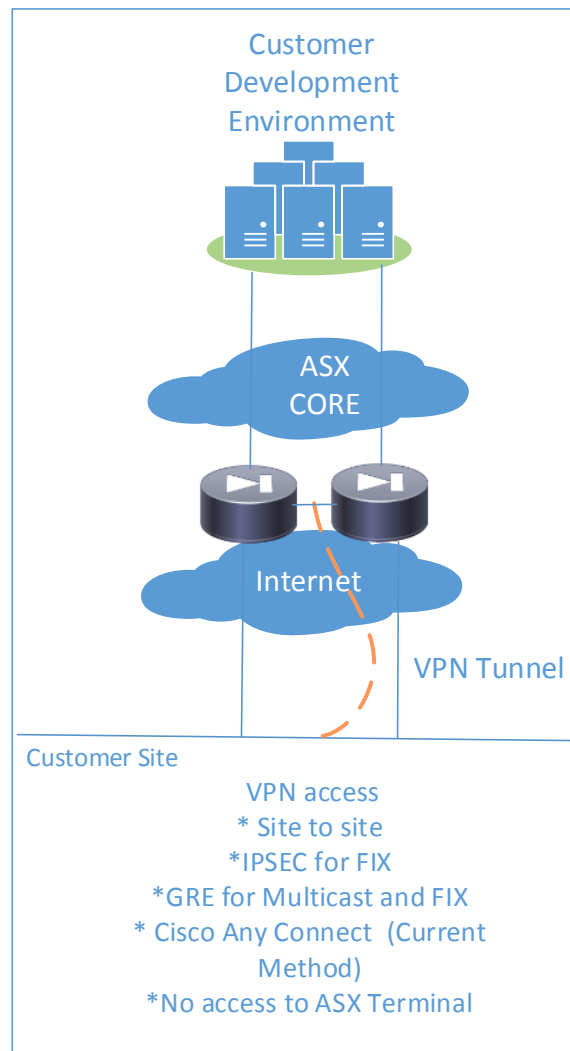 Customer
Development
Environment
ASX
CORE
Internet
VPN Tunnel
Customer Site
VPN access
* Site to site
*IPSEC for FIX
*GRE for Multicast and FIX
* Cisco Any Connect (Current
Method)
*No access to ASX Terminal